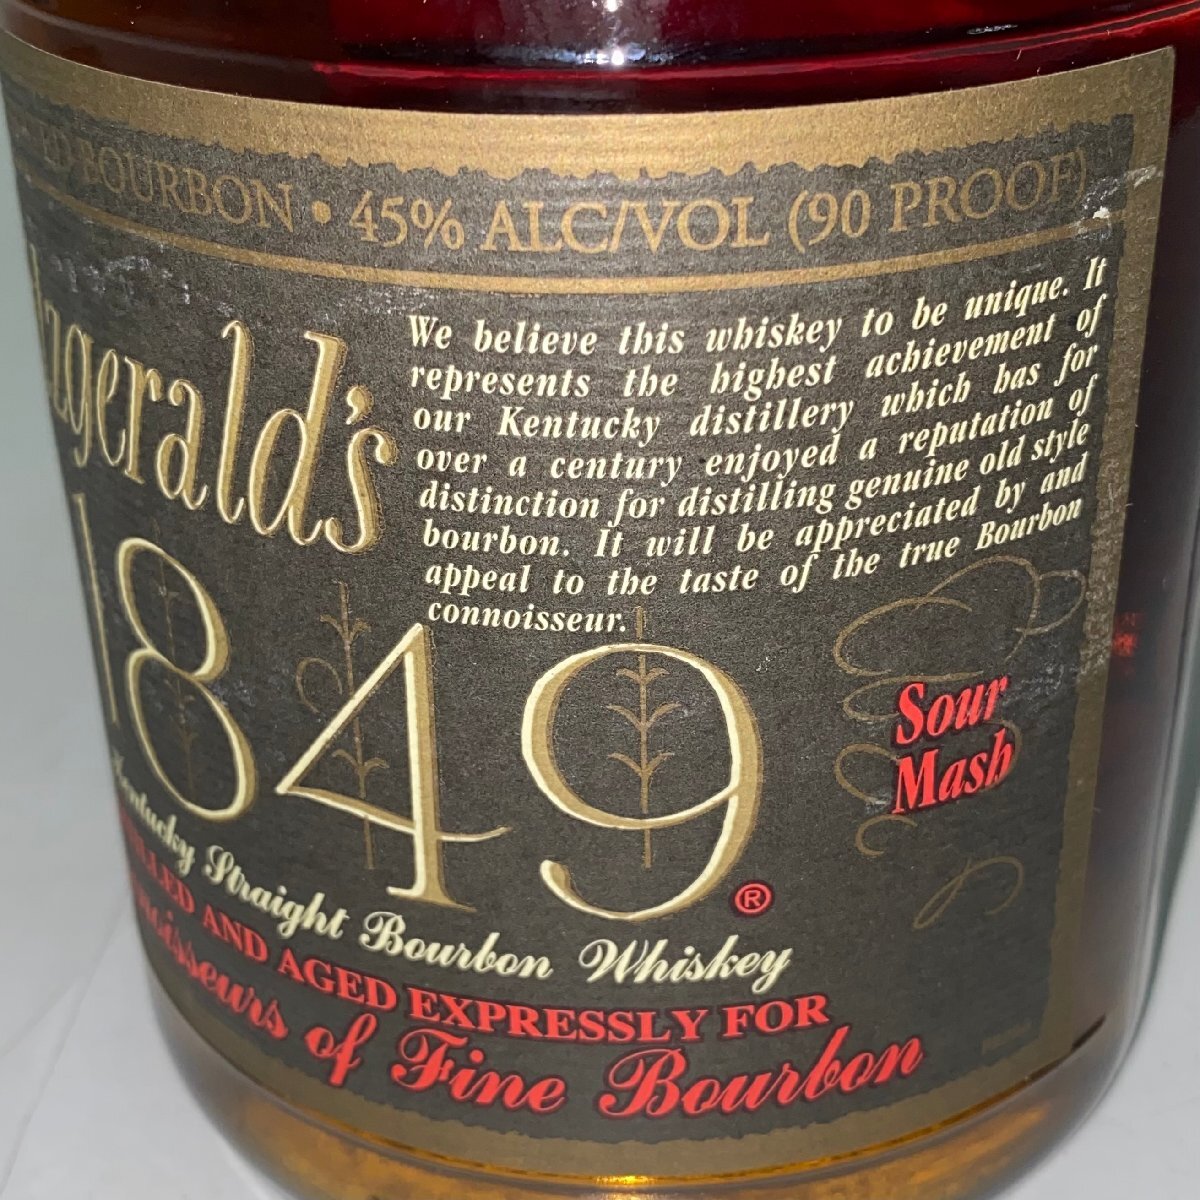 BOURBON • 45% ALC/VOL (90 PROOF)
We believe this whiskey to be unique. It
represents the highest achievement of
our Kentucky distillery which has for
over a century enjoyed a reputation of
distinction for distilling genuine old style
bourbon. It will be appreciated by and
appeal to the taste of the true Bourbon
connoisseur.
1849®
Sour
Mash
Kentucky Straight Bourbon Whiskey
AND AGED EXPRESSLY FOR
of Fine Bourbon